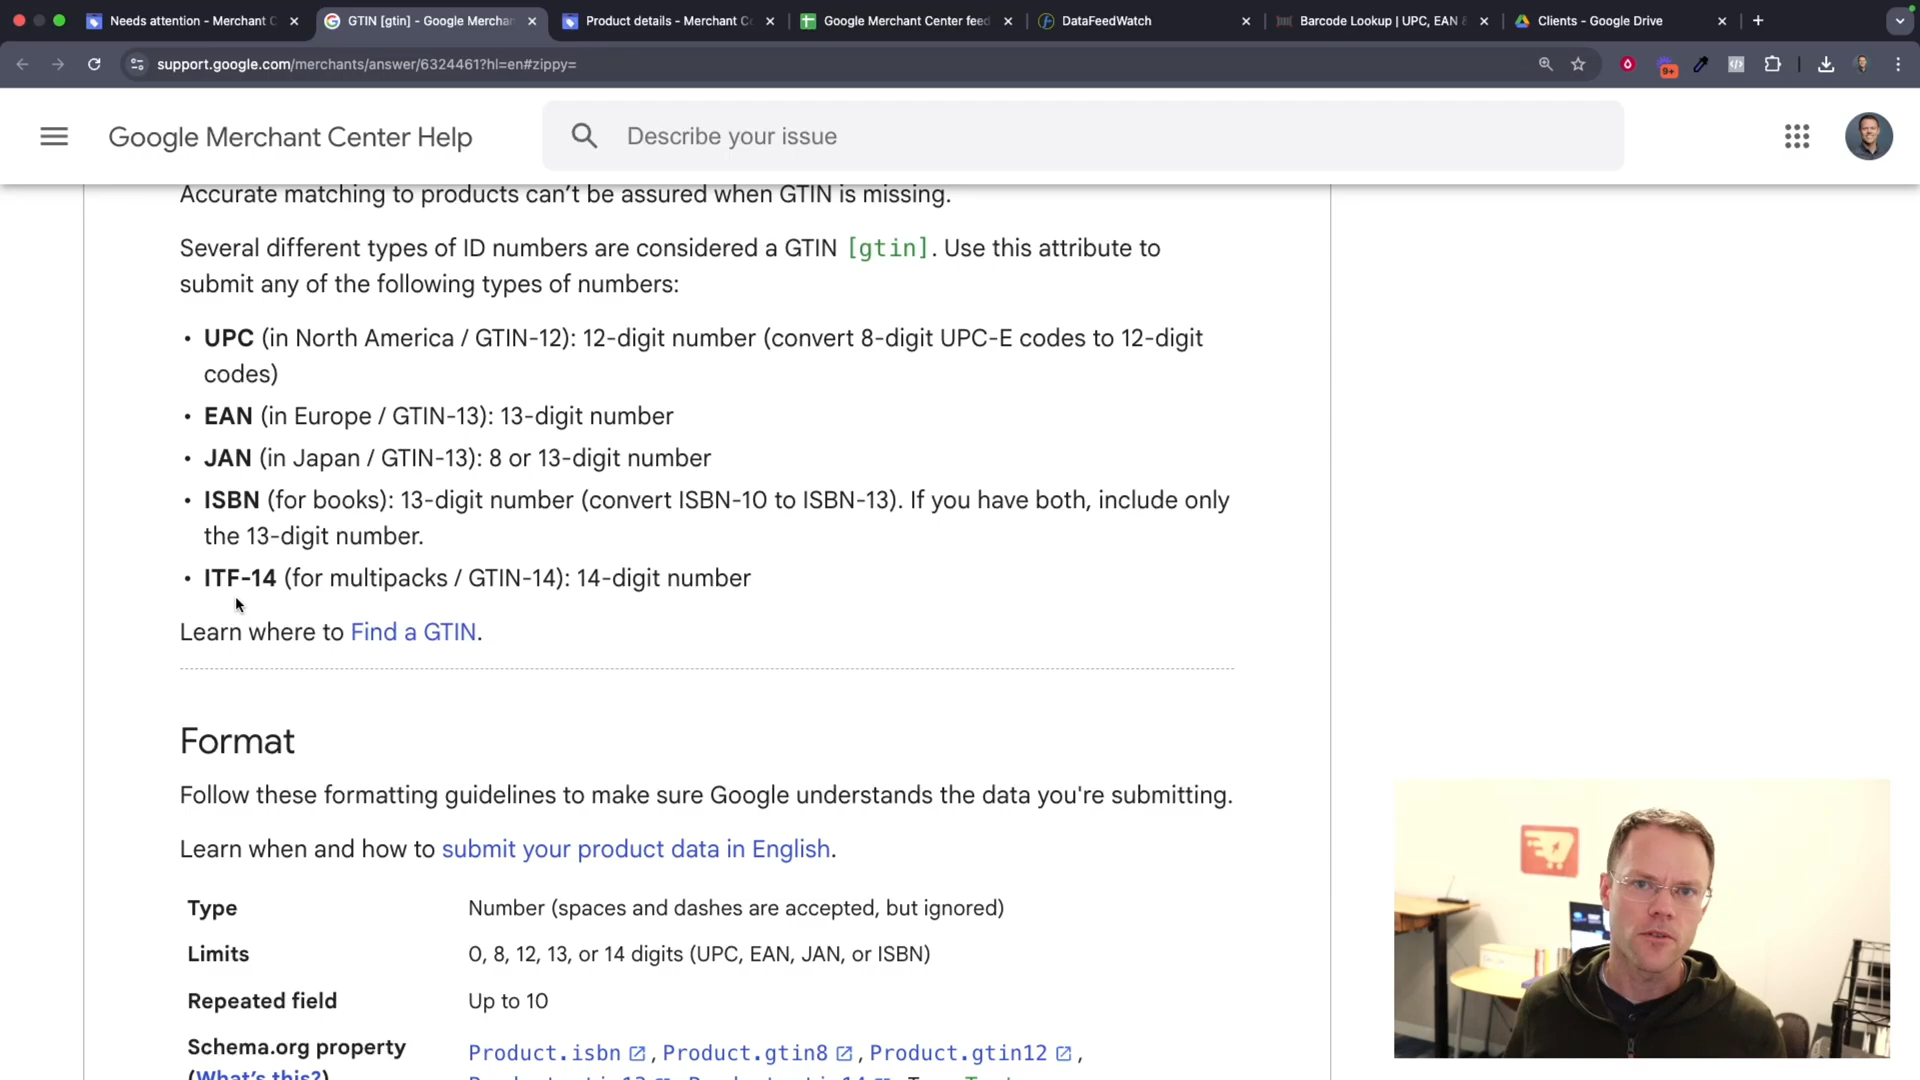 Needs attention - Merchant C
GTIN [gtin] - Google Merchan
Product details - Merchant Ce
Google Merchant Center feed
DataFeedWatch
Barcode Lookup | UPC, EAN &
Clients - Google Drive
support.google.com/merchants/answer/6324461?hl=en#zippy=
9+
Google Merchant Center Help
Describe your issue
Accurate matching to products can’t be assured when GTIN is missing.
Several different types of ID numbers are considered a GTIN [gtin]. Use this attribute to
submit any of the following types of numbers:
• UPC (in North America / GTIN-12): 12-digit number (convert 8-digit UPC-E codes to 12-digit
codes)
• EAN (in Europe / GTIN-13): 13-digit number
• JAN (in Japan / GTIN-13): 8 or 13-digit number
• ISBN (for books): 13-digit number (convert ISBN-10 to ISBN-13). If you have both, include only
the 13-digit number.
• ITF-14 (for multipacks / GTIN-14): 14-digit number
Learn where to Find a GTIN.
Format
Follow these formatting guidelines to make sure Google understands the data you're submitting.
Learn when and how to submit your product data in English.
Type Number (spaces and dashes are accepted, but ignored)
Limits 0, 8, 12, 13, or 14 digits (UPC, EAN, JAN, or ISBN)
Repeated field Up to 10
Schema.org property Product.isbn , Product.gtin8 , Product.gtin12 ,
(What's this?)